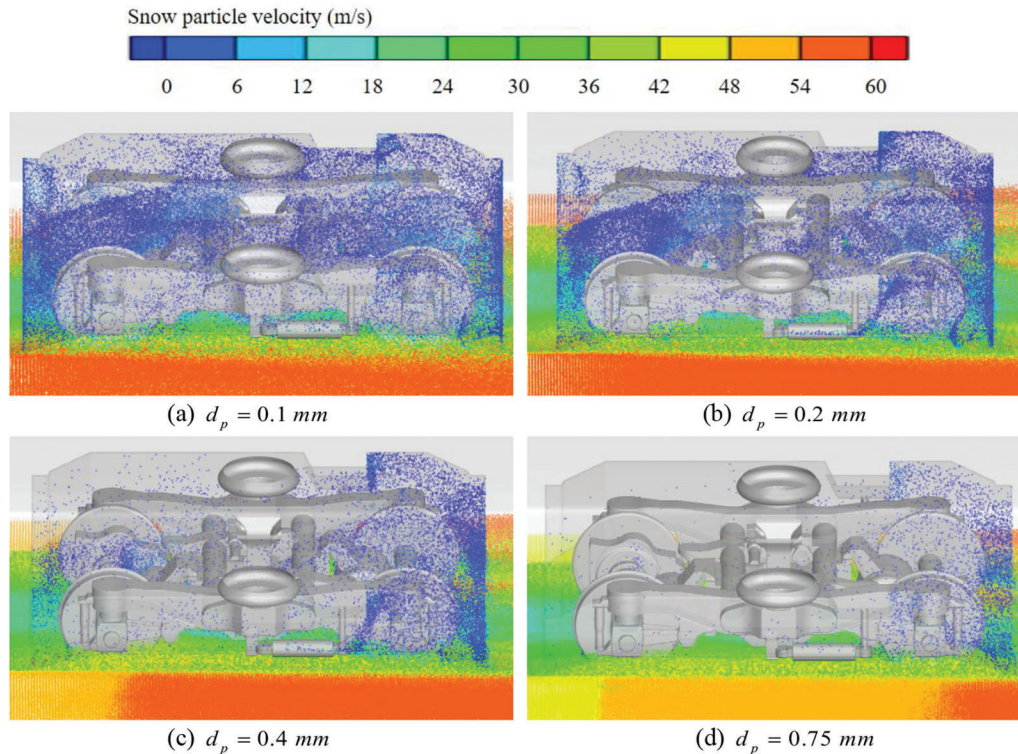 Snow particle velocity (m/s)
0 6 12 18 24 30 36 42 48 54 60
(a) d_p = 0.1 mm
(b) d_p = 0.2 mm
(c) d_p = 0.4 mm
(d) d_p = 0.75 mm